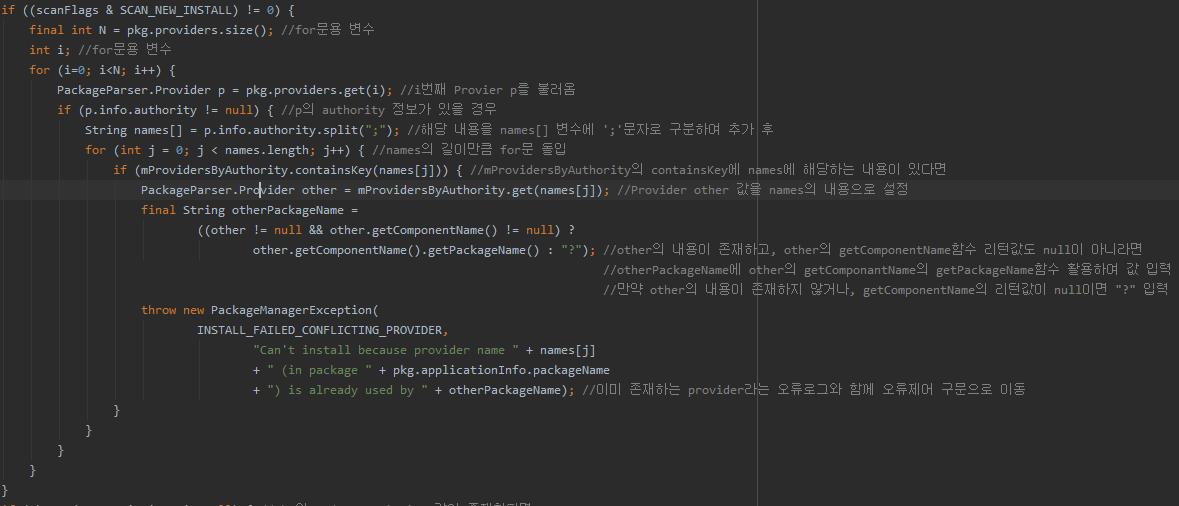 if ((scanFlags & SCAN_NEW_INSTALL) != 0) {
final int N = pkg.providers.size(); //for문용 변수
int i; //for문용 변수
for (i=0; i<N; i++) {
PackageParser.Provider p = pkg.providers.get(i); //i번째 Provier p를 불러옴
if (p.info.authority != null) { //p의 authority 정보가 있을 경우
String names[] = p.info.authority.split(";"); //해당 내용을 names[] 변수에 ';'문자로 구분하여 추가 후
for (int j = 0; j < names.length; j++) { //names의 길이만큼 for문 돌입
if (mProvidersByAuthority.containsKey(names[j])) { //mProvidersByAuthority의 containsKey에 names에 해당하는 내용이 있다면
PackageParser.Provider other = mProvidersByAuthority.get(names[j]); //Provider other 값을 names의 내용으로 설정
final String otherPackageName =
((other != null && other.getComponentName() != null) ?
other.getComponentName().getPackageName() : "?"); //other의 내용이 존재하고, other의 getComponentName함수 리턴값도 null이 아니라면
//otherPackageName에 other의 getComponantName의 getPackageName함수 활용하여 값 입력
//만약 other의 내용이 존재하지 않거나, getComponentName의 리턴값이 null이면 "?" 입력
throw new PackageManagerException(
INSTALL_FAILED_CONFLICTING_PROVIDER,
"Can't install because provider name " + names[j]
+ " (in package " + pkg.applicationInfo.packageName
+ ") is already used by " + otherPackageName); //이미 존재하는 provider라는 오류로그와 함께 오류제어 구문으로 이동
}
}
}
}
}